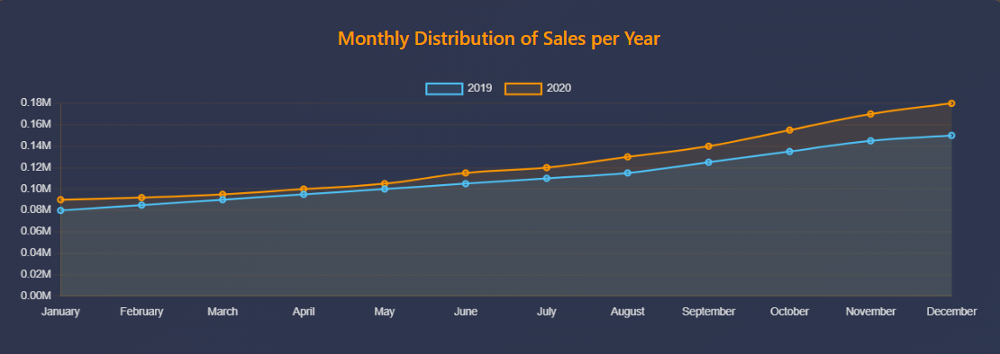 Monthly Distribution of Sales per Year
2019 2020
0.18M
0.16M
0.14M
0.12M
0.10M
0.08M
0.06M
0.04M
0.02M
0.00M
January February March April May June July August September October November December